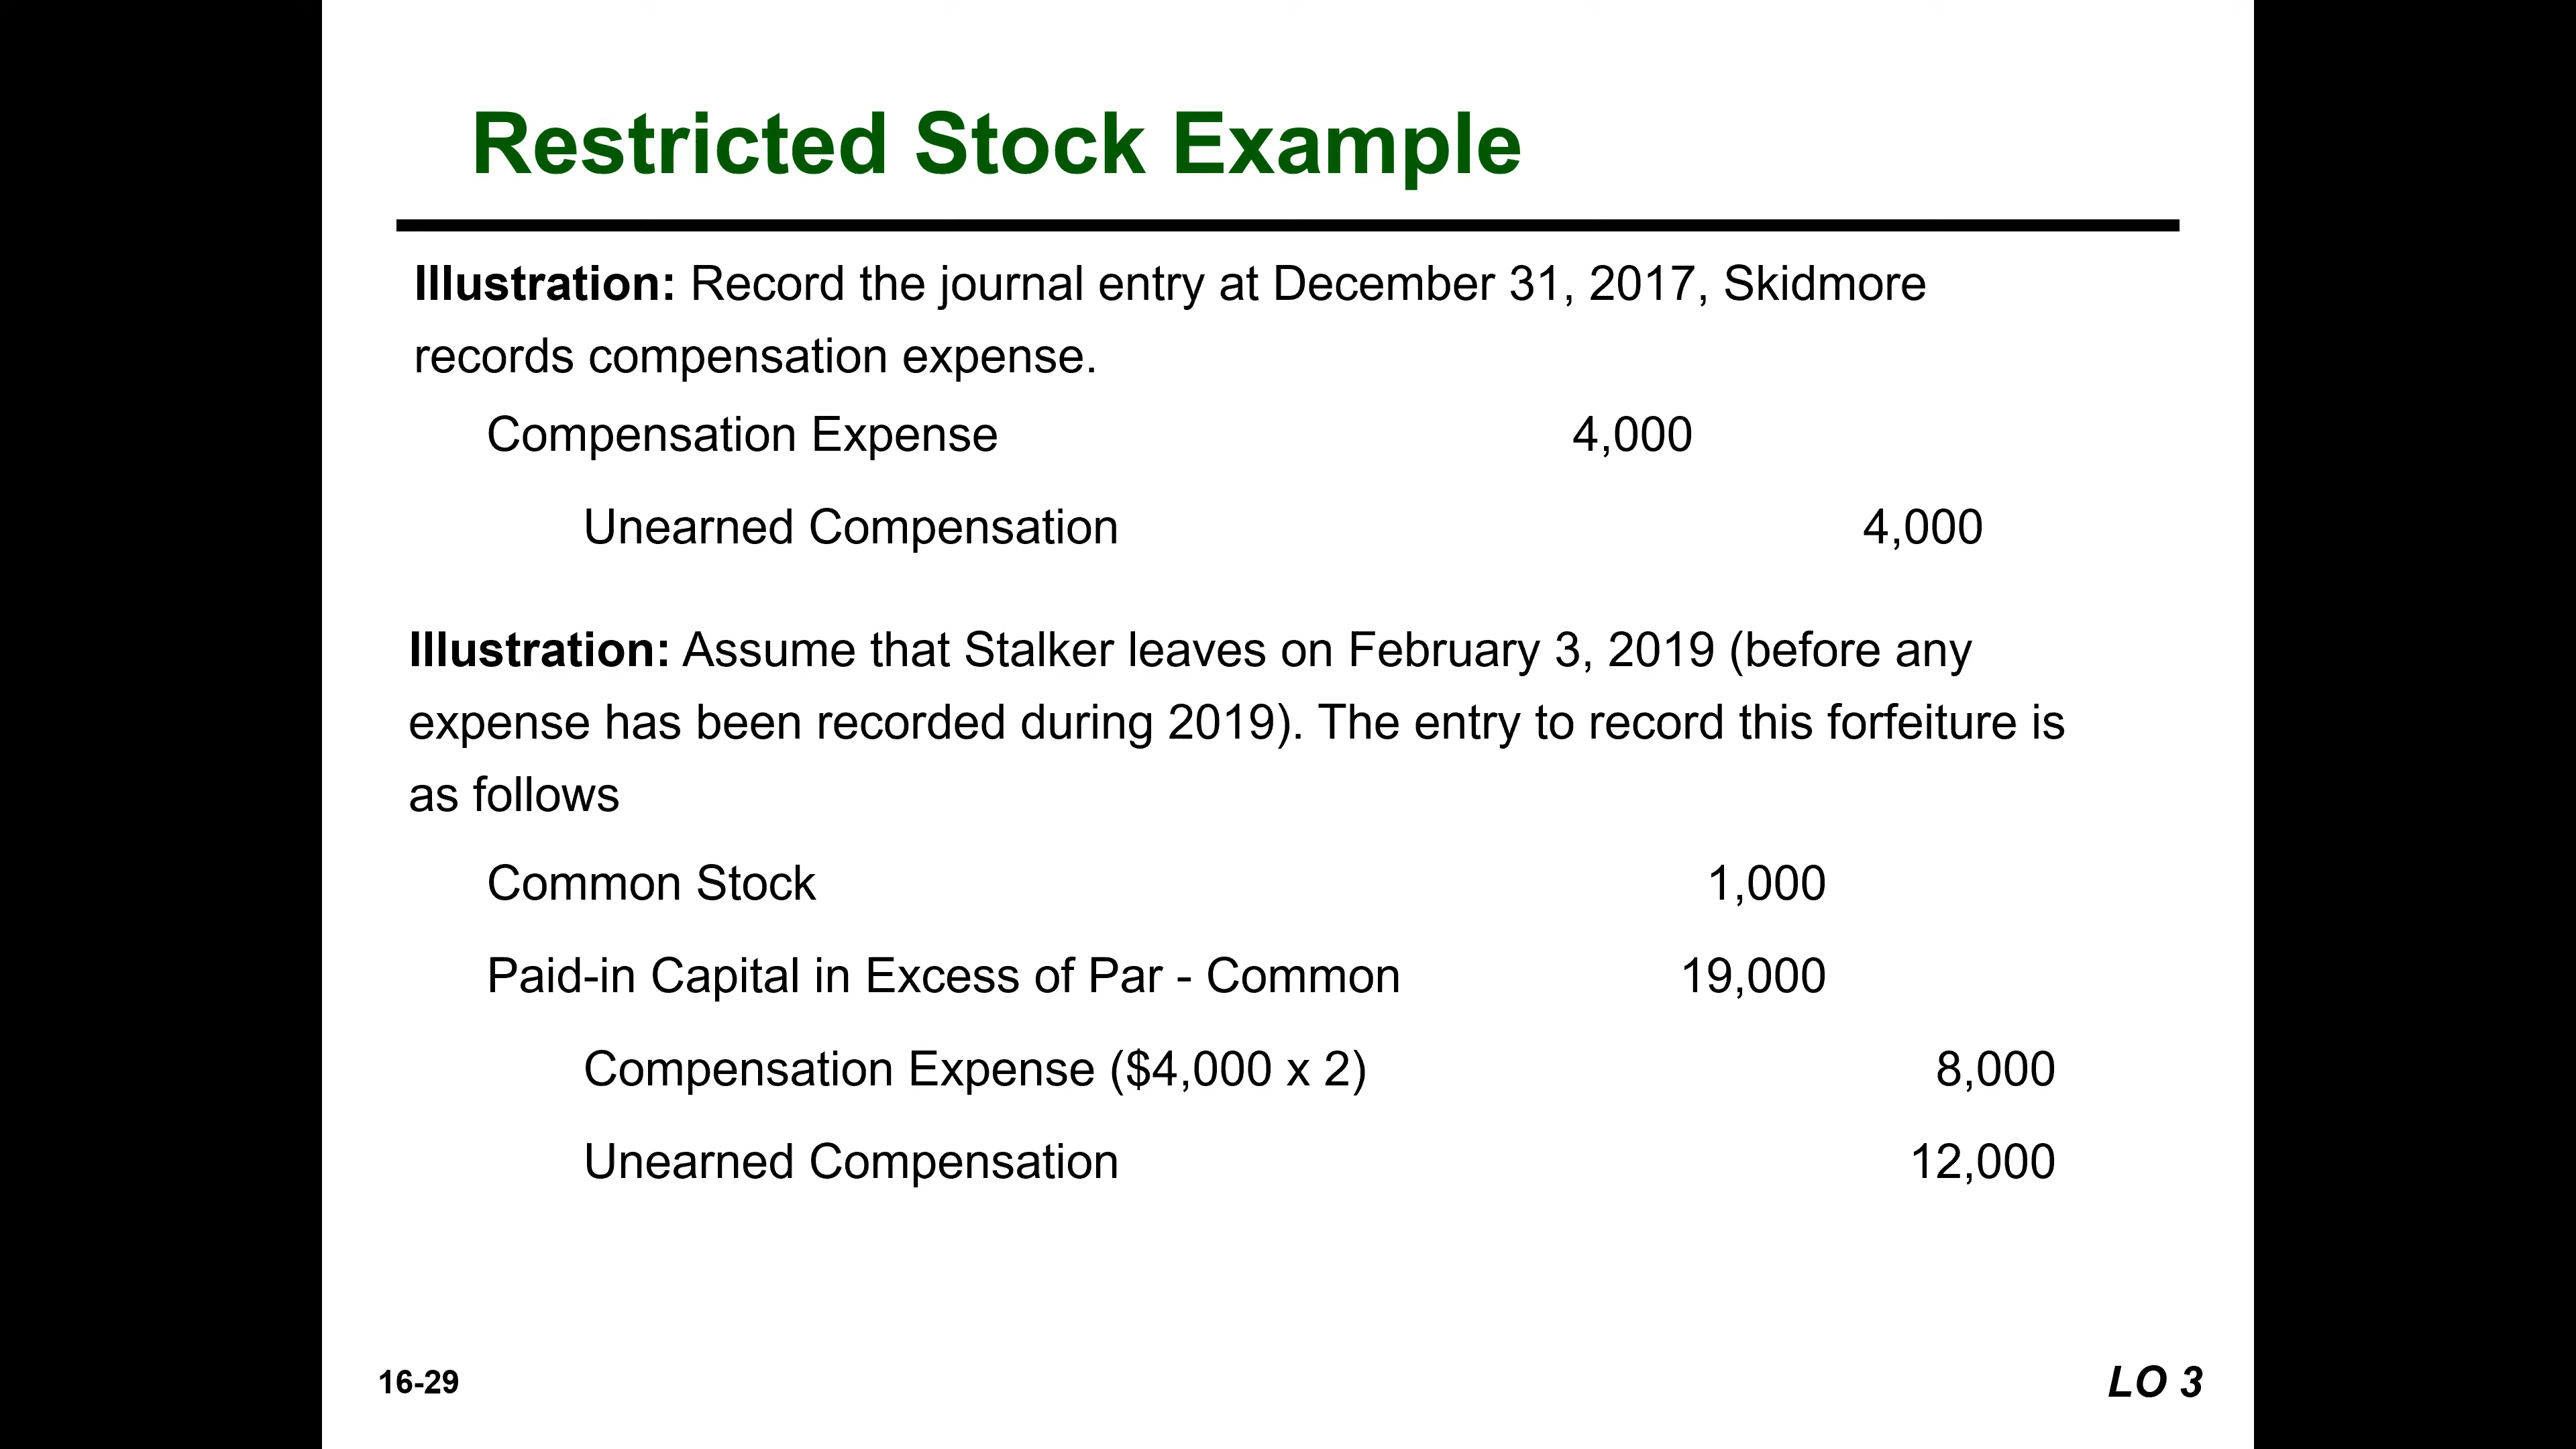 Restricted Stock Example
Illustration: Record the journal entry at December 31, 2017, Skidmore
records compensation expense.
Compensation Expense 4,000
Unearned Compensation 4,000
Illustration: Assume that Stalker leaves on February 3, 2019 (before any
expense has been recorded during 2019). The entry to record this forfeiture is
as follows
Common Stock 1,000
Paid-in Capital in Excess of Par - Common 19,000
Compensation Expense ($4,000 x 2) 8,000
Unearned Compensation 12,000
16-29 LO 3